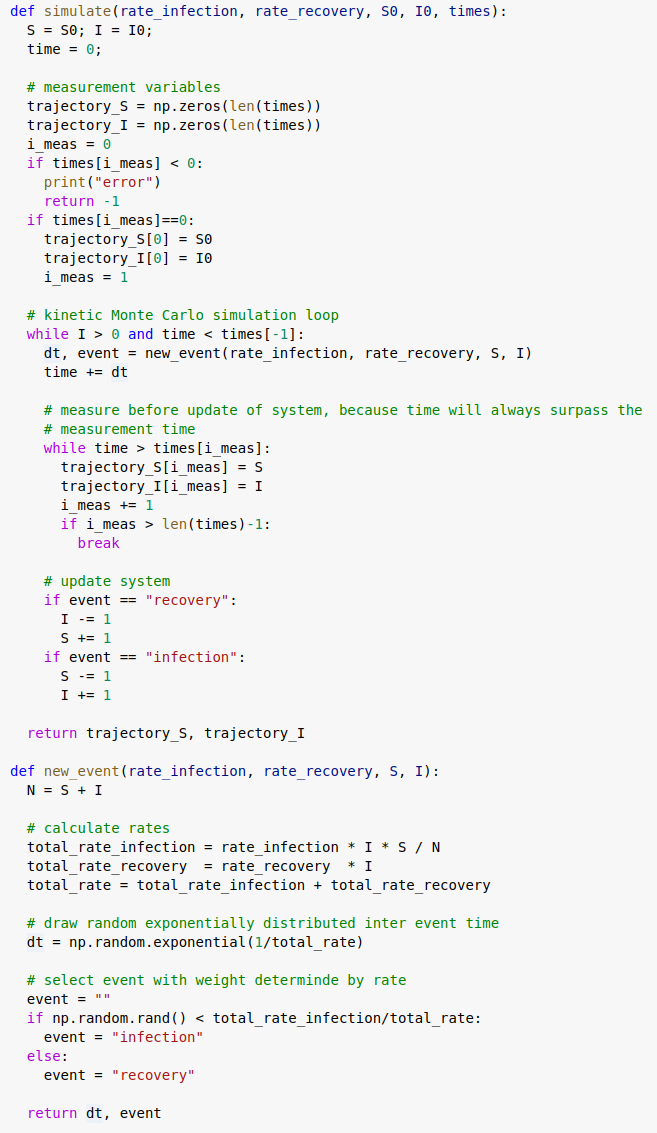 def simulate(rate_infection, rate_recovery, S0, I0, times):
  S = S0; I = I0;
  time = 0;

  # measurement variables
  trajectory_S = np.zeros(len(times))
  trajectory_I = np.zeros(len(times))
  i_meas = 0
  if times[i_meas] < 0:
    print("error")
    return -1
  if times[i_meas]==0:
    trajectory_S[0] = S0
    trajectory_I[0] = I0
    i_meas = 1

  # kinetic Monte Carlo simulation loop
  while I > 0 and time < times[-1]:
    dt, event = new_event(rate_infection, rate_recovery, S, I)
    time += dt

    # measure before update of system, because time will always surpass the
    # measurement time
    while time > times[i_meas]:
      trajectory_S[i_meas] = S
      trajectory_I[i_meas] = I
      i_meas += 1
      if i_meas > len(times)-1:
        break

    # update system
    if event == "recovery":
      I -= 1
      S += 1
    if event == "infection":
      S -= 1
      I += 1

  return trajectory_S, trajectory_I

def new_event(rate_infection, rate_recovery, S, I):
  N = S + I

  # calculate rates
  total_rate_infection = rate_infection * I * S / N
  total_rate_recovery  = rate_recovery  * I
  total_rate = total_rate_infection + total_rate_recovery

  # draw random exponentially distributed inter event time
  dt = np.random.exponential(1/total_rate)

  # select event with weight determinde by rate
  event = ""
  if np.random.rand() < total_rate_infection/total_rate:
    event = "infection"
  else:
    event = "recovery"

  return dt, event